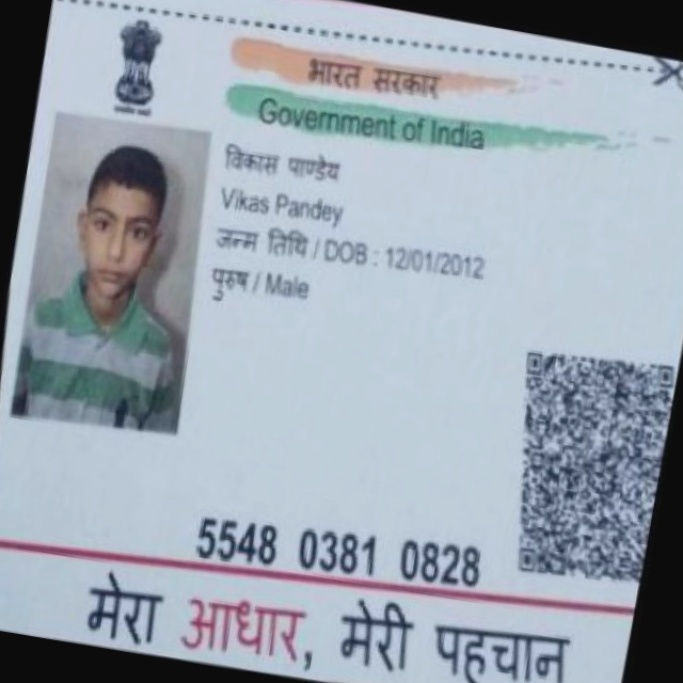 भारत सरकार
Government of India
विकास पाण्डेय
Vikas Pandey
जन्म तिथि / DOB : 12/01/2012
पुरुष / Male
5548 0381 0828
मेरा आधार, मेरी पहचान